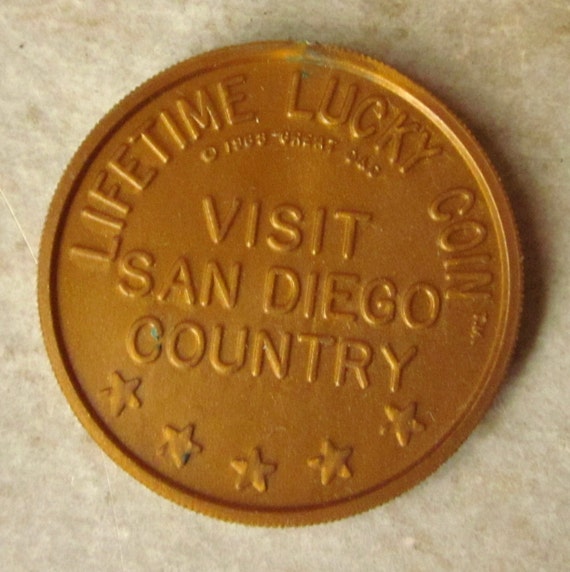 LIFETIME LUCKY COIN
VISIT
SAN DIEGO
COUNTRY